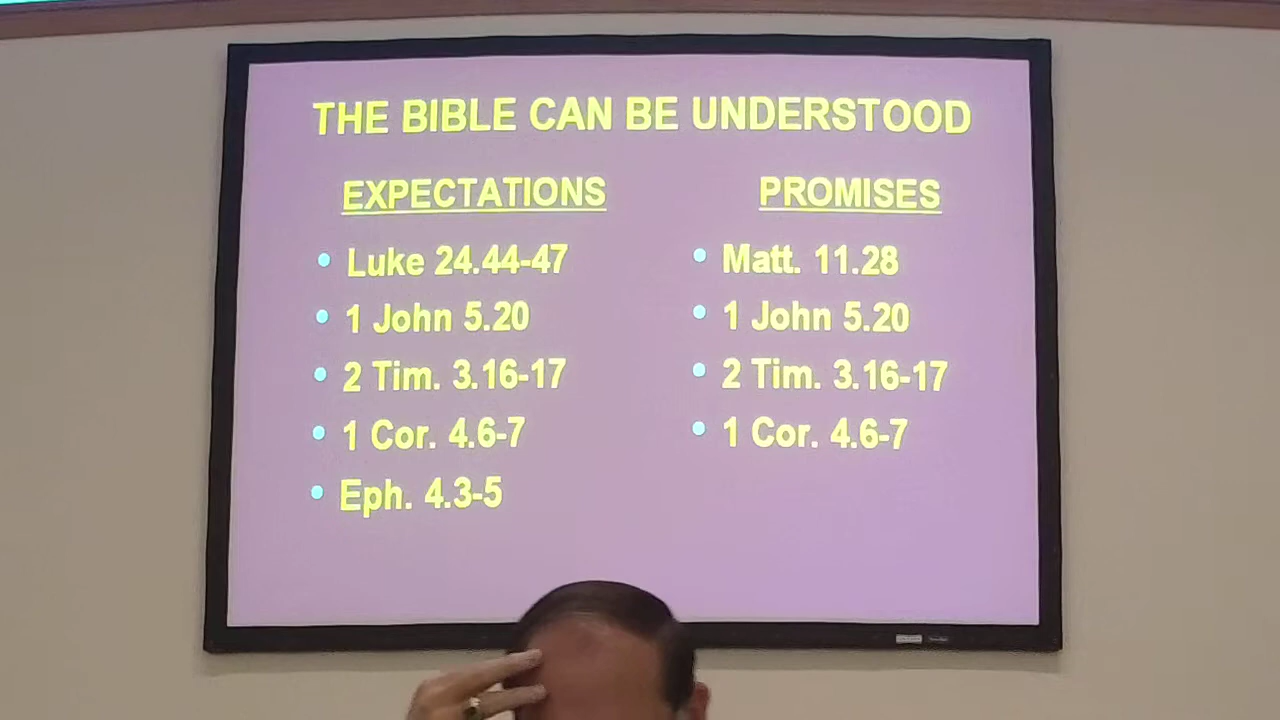 THE BIBLE CAN BE UNDERSTOOD
EXPECTATIONS
• Luke 24.44-47
• 1 John 5.20
• 2 Tim. 3.16-17
• 1 Cor. 4.6-7
• Eph. 4.3-5
PROMISES
• Matt. 11.28
• 1 John 5.20
• 2 Tim. 3.16-17
• 1 Cor. 4.6-7